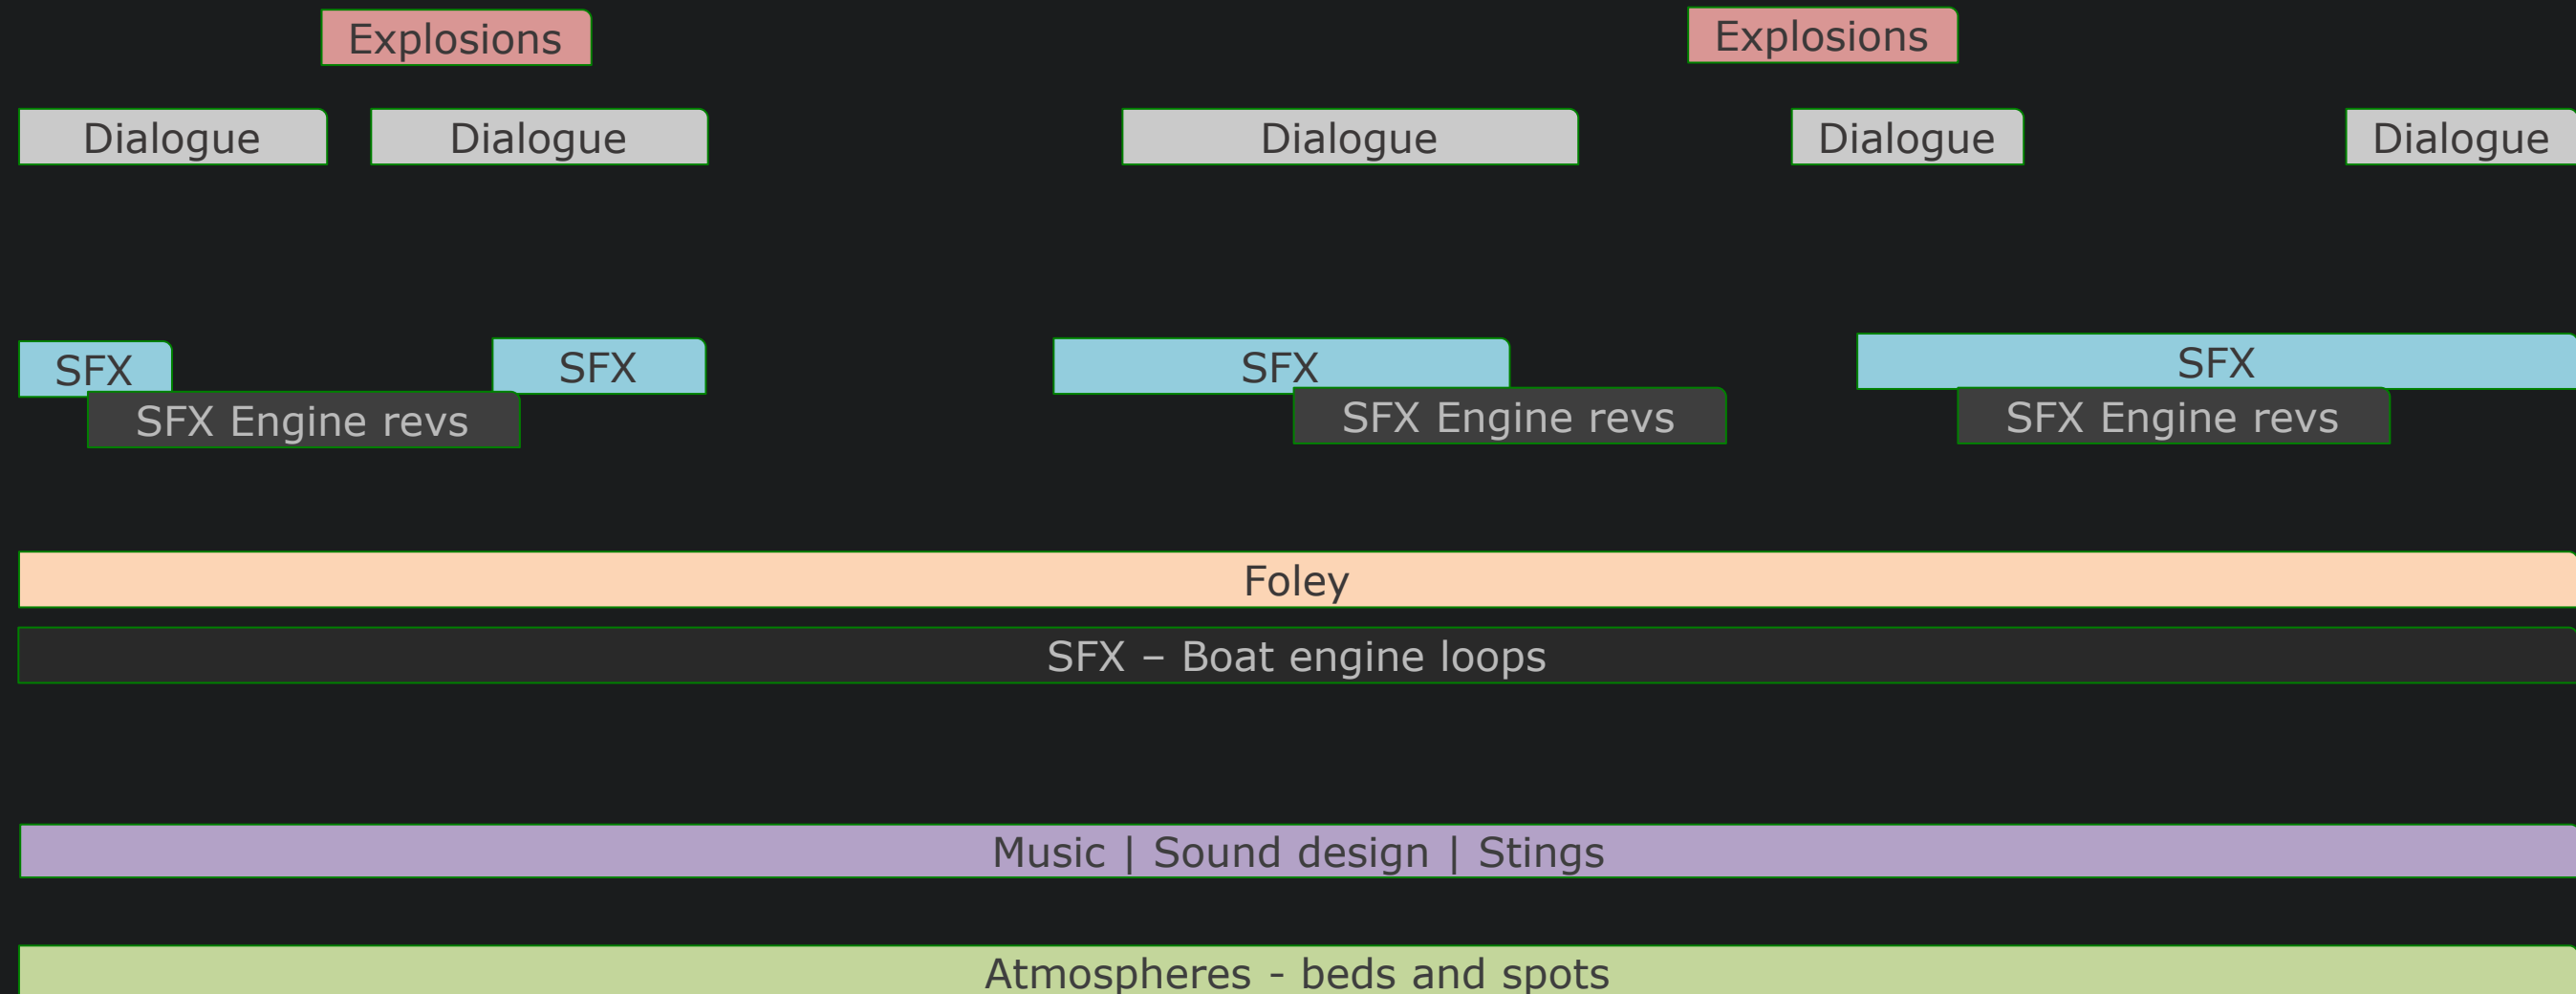 Explosions
Explosions
Dialogue
Dialogue
Dialogue
Dialogue
Dialogue
SFX
SFX
SFX
SFX
SFX Engine revs
SFX Engine revs
SFX Engine revs
Foley
SFX – Boat engine loops
Music | Sound design | Stings
Atmospheres - beds and spots